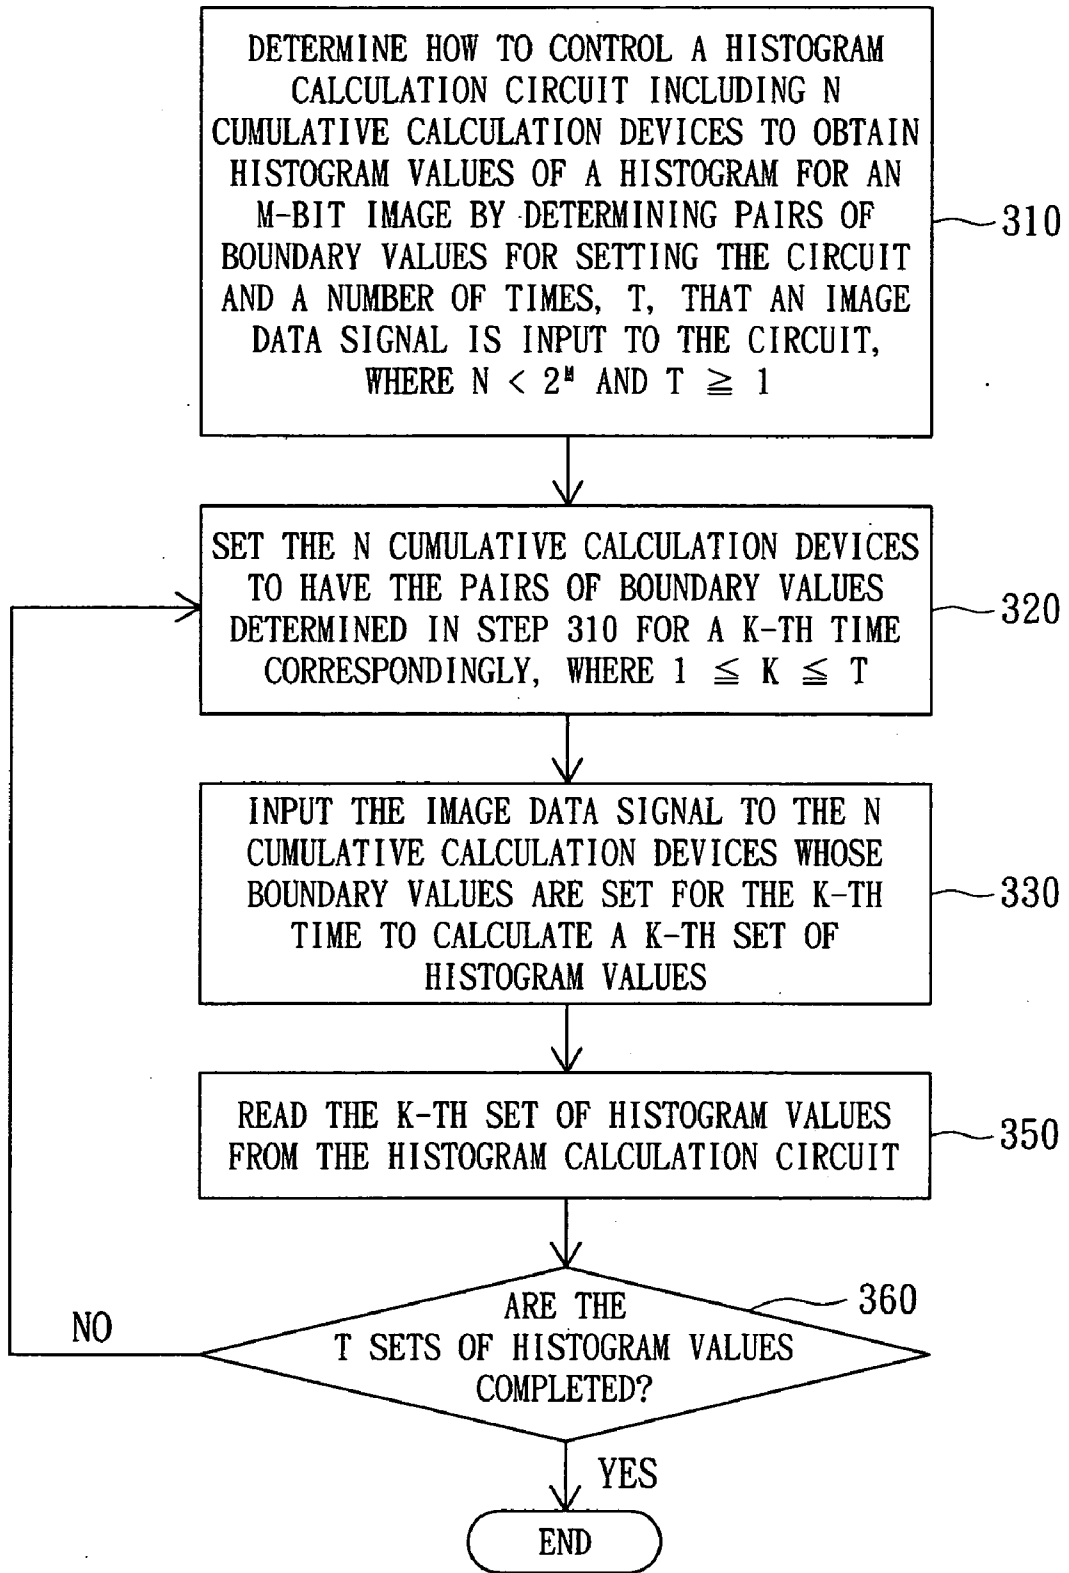 DETERMINE HOW TO CONTROL A HISTOGRAM
CALCULATION CIRCUIT INCLUDING N
CUMULATIVE CALCULATION DEVICES TO OBTAIN
HISTOGRAM VALUES OF A HISTOGRAM FOR AN
M-BIT IMAGE BY DETERMINING PAIRS OF
BOUNDARY VALUES FOR SETTING THE CIRCUIT
AND A NUMBER OF TIMES, T, THAT AN IMAGE
DATA SIGNAL IS INPUT TO THE CIRCUIT,
WHERE N < 2ᴹ AND T ≧ 1
310
SET THE N CUMULATIVE CALCULATION DEVICES
TO HAVE THE PAIRS OF BOUNDARY VALUES
DETERMINED IN STEP 310 FOR A K-TH TIME
CORRESPONDINGLY, WHERE 1 ≦ K ≦ T
320
INPUT THE IMAGE DATA SIGNAL TO THE N
CUMULATIVE CALCULATION DEVICES WHOSE
BOUNDARY VALUES ARE SET FOR THE K-TH
TIME TO CALCULATE A K-TH SET OF
HISTOGRAM VALUES
330
READ THE K-TH SET OF HISTOGRAM VALUES
FROM THE HISTOGRAM CALCULATION CIRCUIT
350
ARE THE
T SETS OF HISTOGRAM VALUES
COMPLETED?
360
NO
YES
END